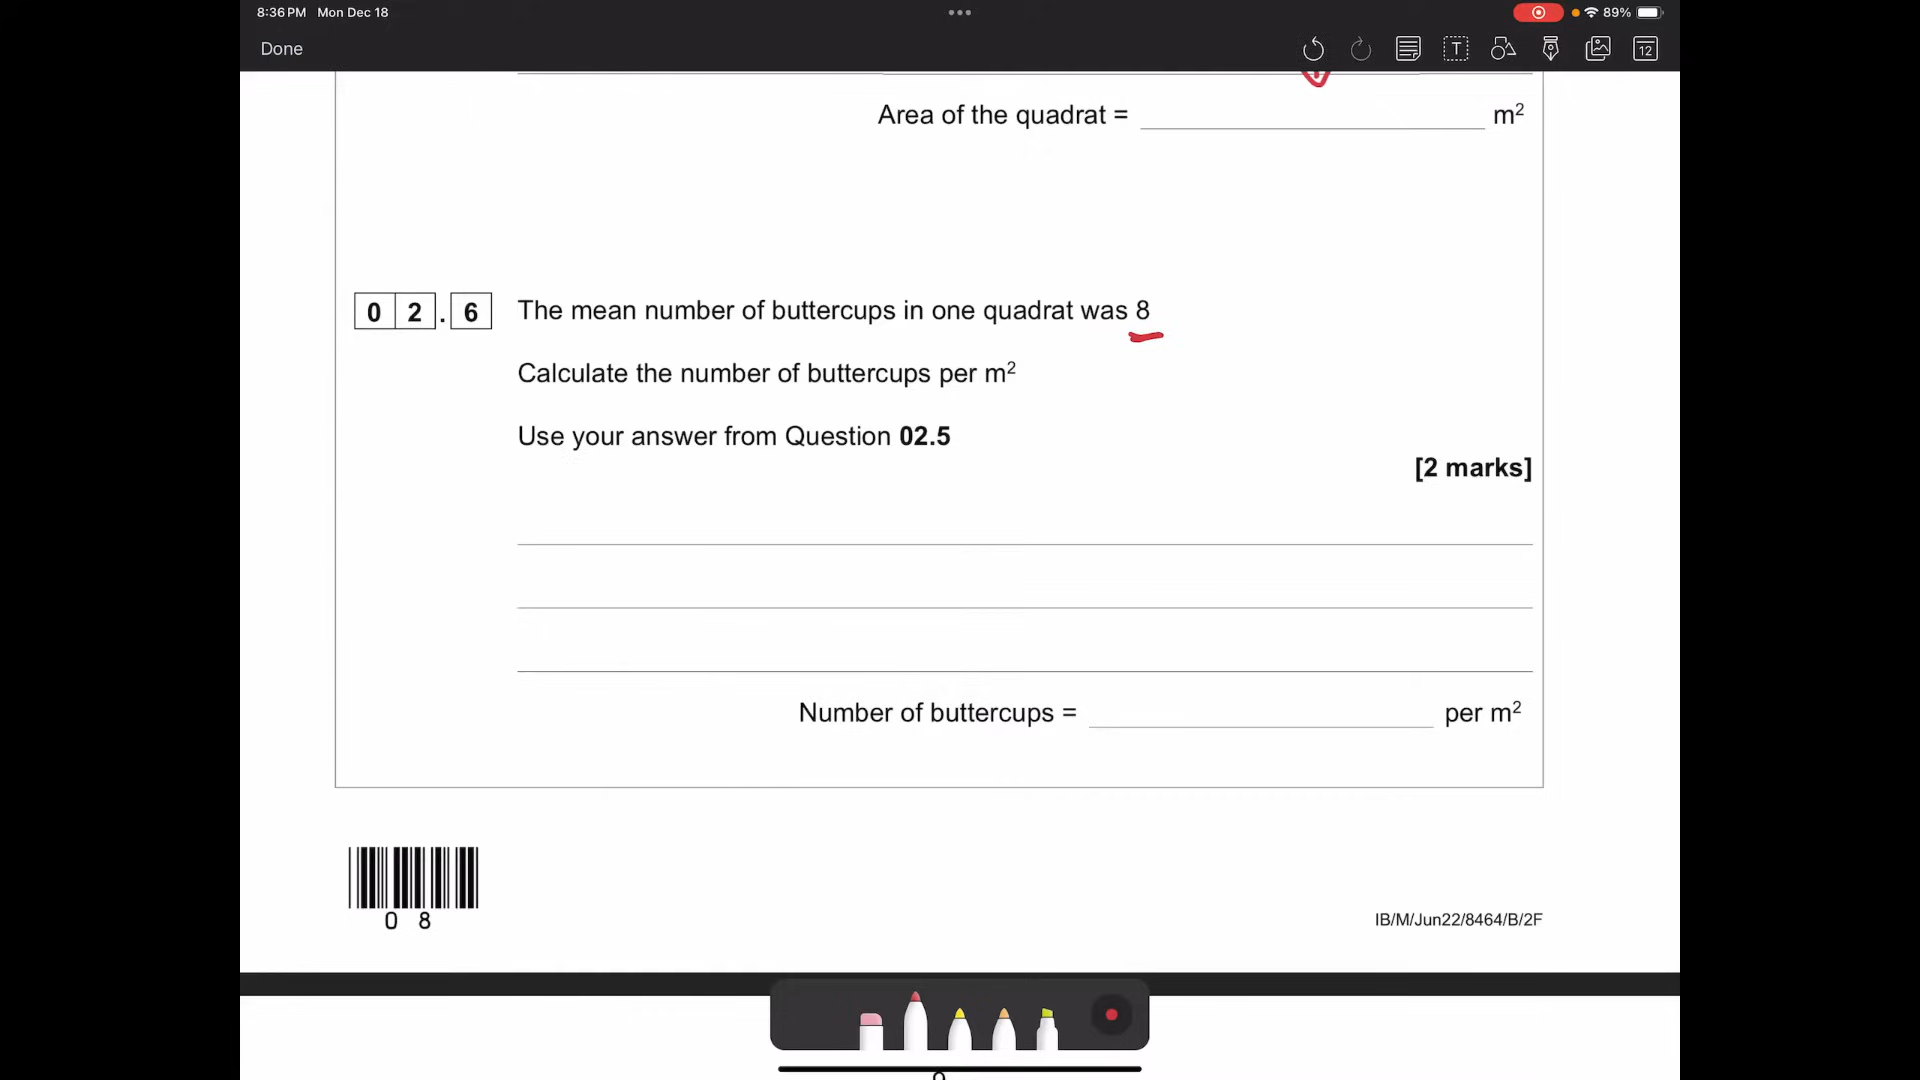 8:36 PM Mon Dec 18
89%
Done
T
12
Area of the quadrat = ____ m²
0 2 . 6 The mean number of buttercups in one quadrat was 8
Calculate the number of buttercups per m²
Use your answer from Question 02.5
[2 marks]
Number of buttercups = ____ per m²
0 8
IB/M/Jun22/8464/B/2F